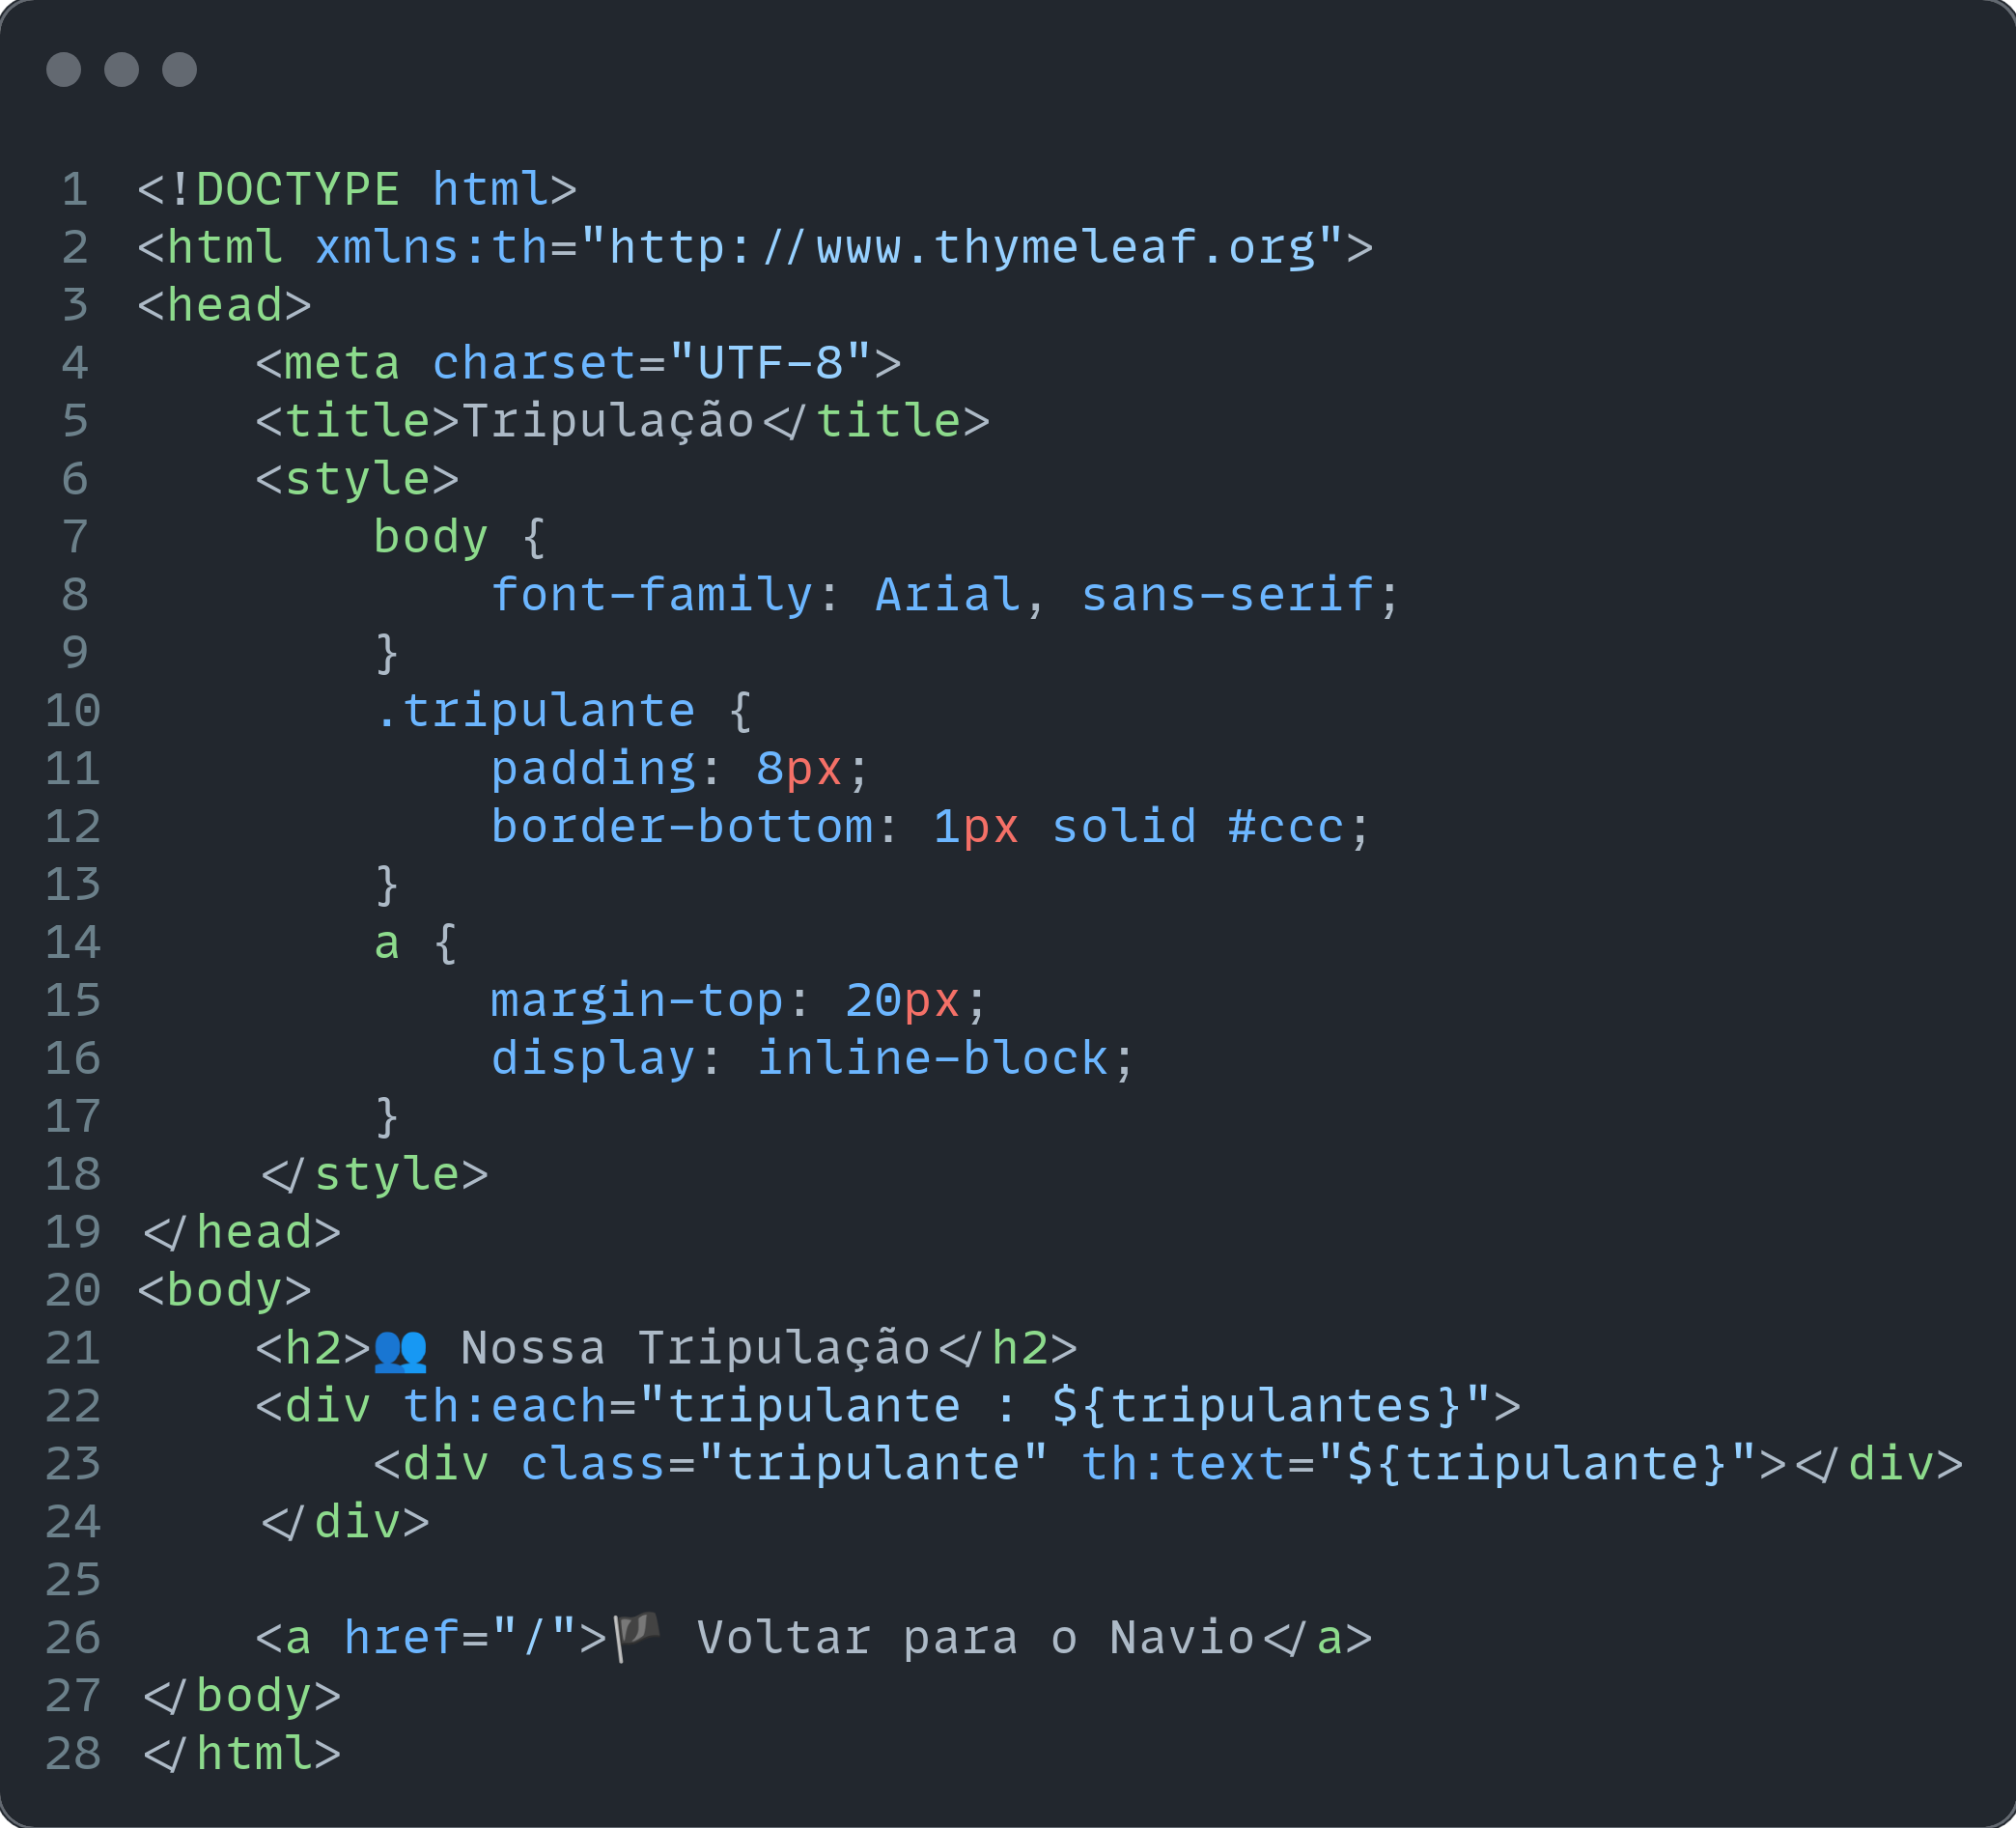 1 <!DOCTYPE html>
2 <html xmlns:th="http://www.thymeleaf.org">
3 <head>
4     <meta charset="UTF-8">
5     <title>Tripulação</title>
6     <style>
7         body {
8             font-family: Arial, sans-serif;
9         }
10         .tripulante {
11             padding: 8px;
12             border-bottom: 1px solid #ccc;
13         }
14         a {
15             margin-top: 20px;
16             display: inline-block;
17         }
18     </style>
19 </head>
20 <body>
21     <h2>👥 Nossa Tripulação</h2>
22     <div th:each="tripulante : ${tripulantes}">
23         <div class="tripulante" th:text="${tripulante}"></div>
24     </div>
25
26     <a href="/">🏴 Voltar para o Navio</a>
27 </body>
28 </html>